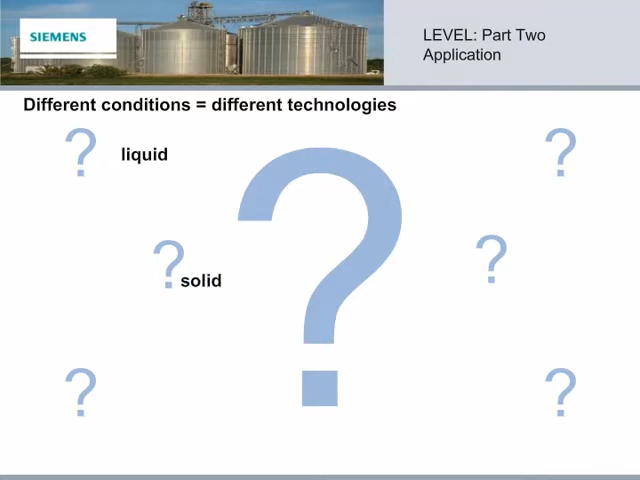 SIEMENS
LEVEL: Part Two
Application
Different conditions = different technologies
? liquid ?
?
? solid ?
? ?